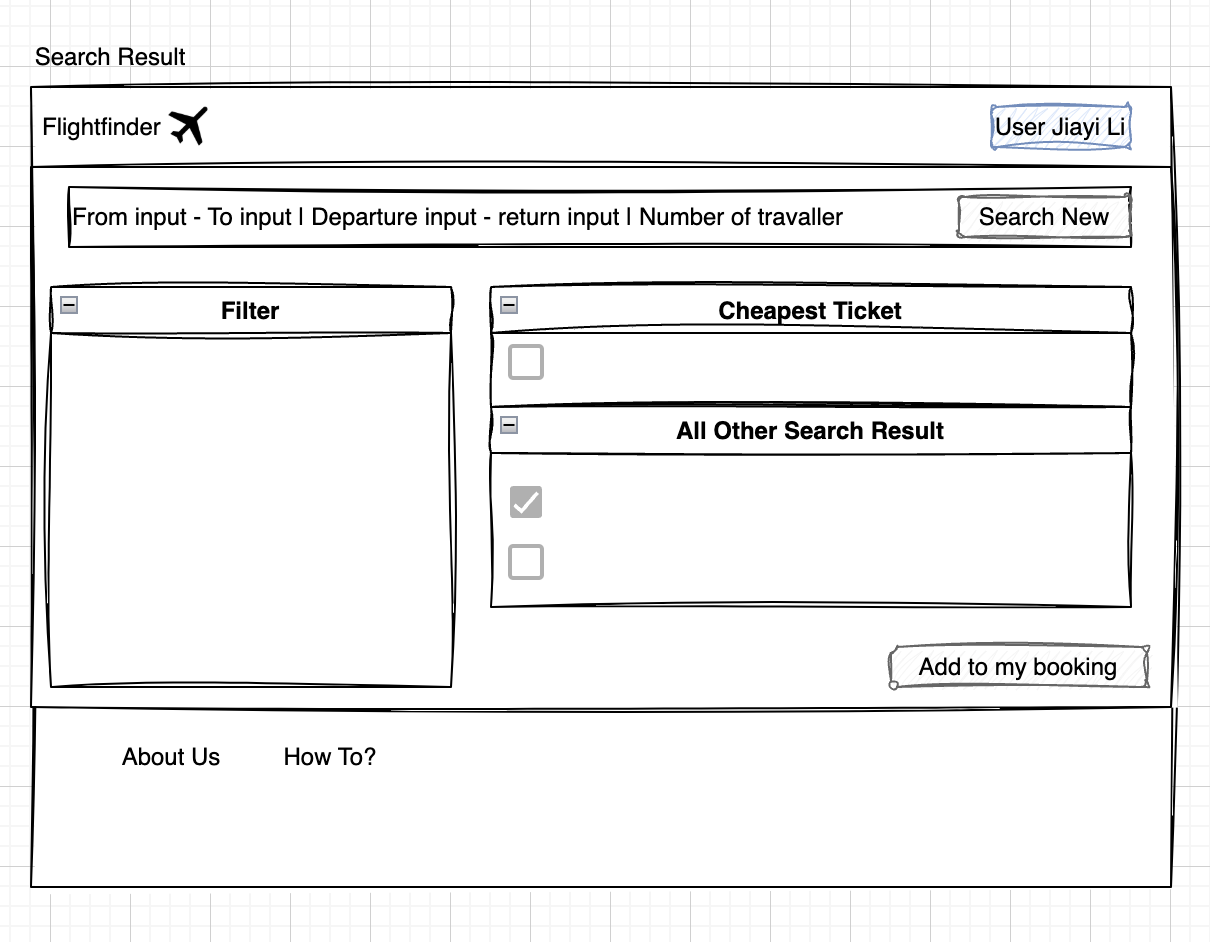 Search Result
Flightfinder
User Jiayi Li
From input - To input | Departure input - return input | Number of travaller
Search New
Filter
Cheapest Ticket
All Other Search Result
Add to my booking
About Us
How To?